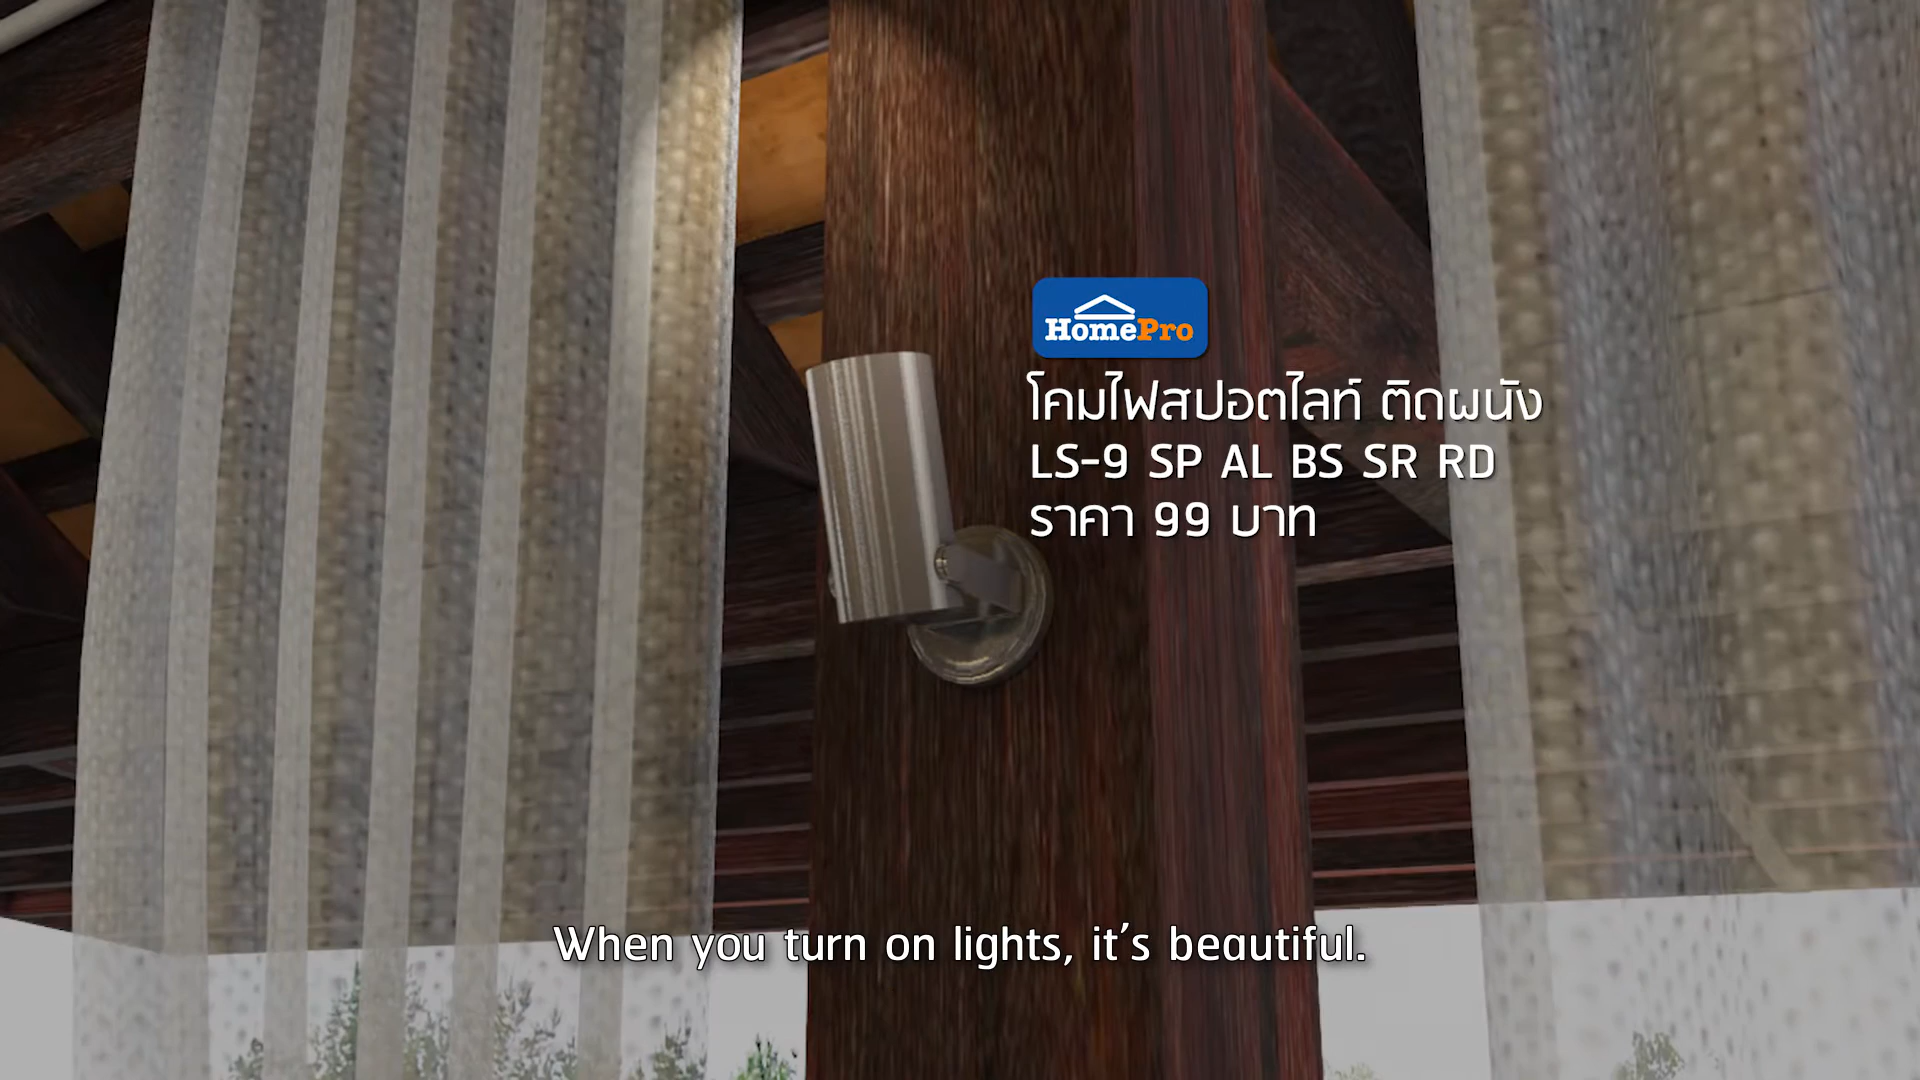 HomePro
โคมไฟสปอตไลท์ ติดผนัง
LS-9 SP AL BS SR RD
ราคา 99 บาท
When you turn on lights, it's beautiful.